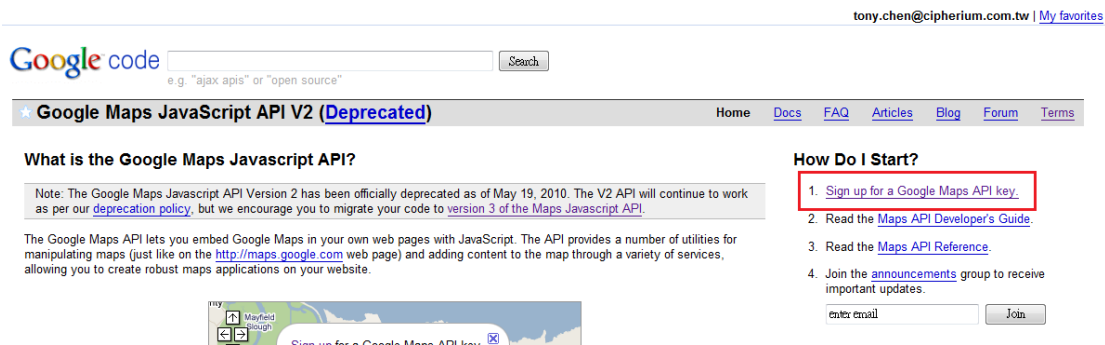 tony.chen@cipherium.com.tw | My favorites
Google code Search
e.g. "ajax apis" or "open source"
Google Maps JavaScript API V2 (Deprecated) Home Docs FAQ Articles Blog Forum Terms
What is the Google Maps Javascript API?
Note: The Google Maps Javascript API Version 2 has been officially deprecated as of May 19, 2010. The V2 API will continue to work
as per our deprecation policy, but we encourage you to migrate your code to version 3 of the Maps Javascript API.
The Google Maps API lets you embed Google Maps in your own web pages with JavaScript. The API provides a number of utilities for
manipulating maps (just like on the http://maps.google.com web page) and adding content to the map through a variety of services,
allowing you to create robust maps applications on your website.
Mayfield
Slough
Sign up for a Google Maps API key
How Do I Start?
1. Sign up for a Google Maps API key.
2. Read the Maps API Developer's Guide.
3. Read the Maps API Reference.
4. Join the announcements group to receive
important updates.
enter email Join